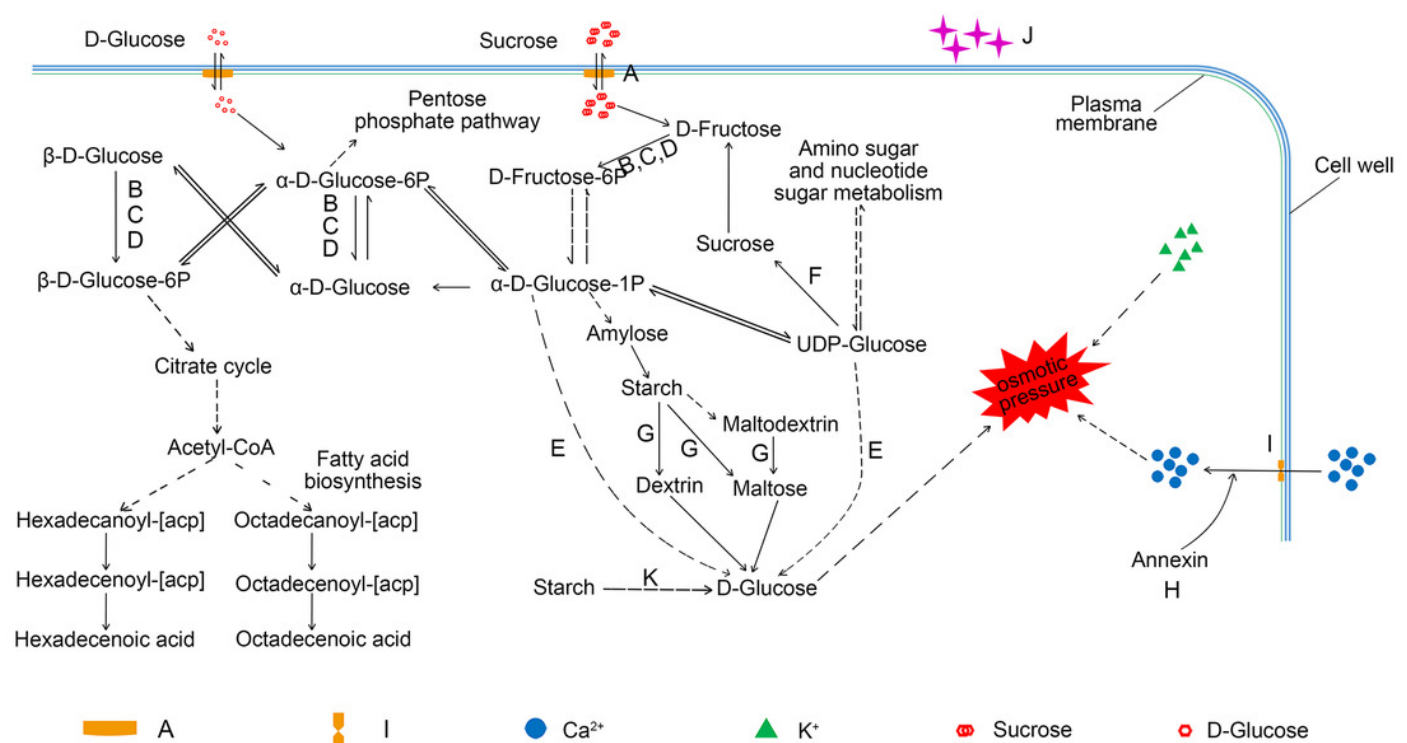 D-Glucose
Sucrose
J
A
Plasma
membrane
Pentose
phosphate pathway
D-Fructose
B,C,D
Amino sugar
and nucleotide
sugar metabolism
Cell well
β-D-Glucose
α-D-Glucose-6P
D-Fructose-6P
B
C
D
B
C
D
Sucrose
F
β-D-Glucose-6P
α-D-Glucose
α-D-Glucose-1P
Amylose
UDP-Glucose
Citrate cycle
osmotic
pressure
Starch
Maltodextrin
E
G
G
G
E
I
Acetyl-CoA
Fatty acid
biosynthesis
Dextrin
Maltose
Hexadecanoyl-[acp]
Octadecanoyl-[acp]
Annexin
H
Hexadecenoyl-[acp]
Octadecenoyl-[acp]
Starch
K
D-Glucose
Hexadecenoic acid
Octadecenoic acid
A
I
Ca²⁺
K⁺
Sucrose
D-Glucose